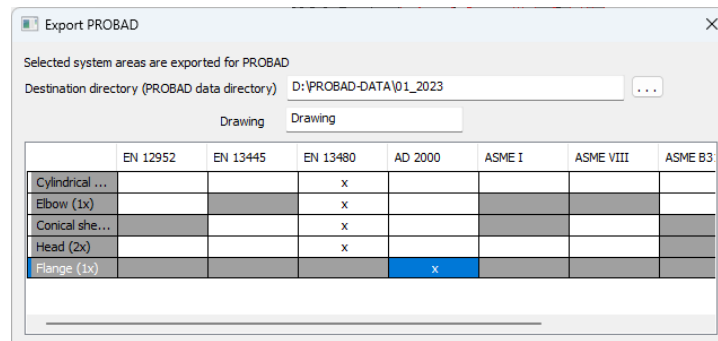 Export PROBAD
Selected system areas are exported for PROBAD
Destination directory (PROBAD data directory) D:\PROBAD-DATA\01_2023 ...
Drawing Drawing
EN 12952 EN 13445 EN 13480 AD 2000 ASME I ASME VIII ASME B31
Cylindrical ... x
Elbow (1x) x
Conical she... x
Head (2x) x
Flange (1x) x